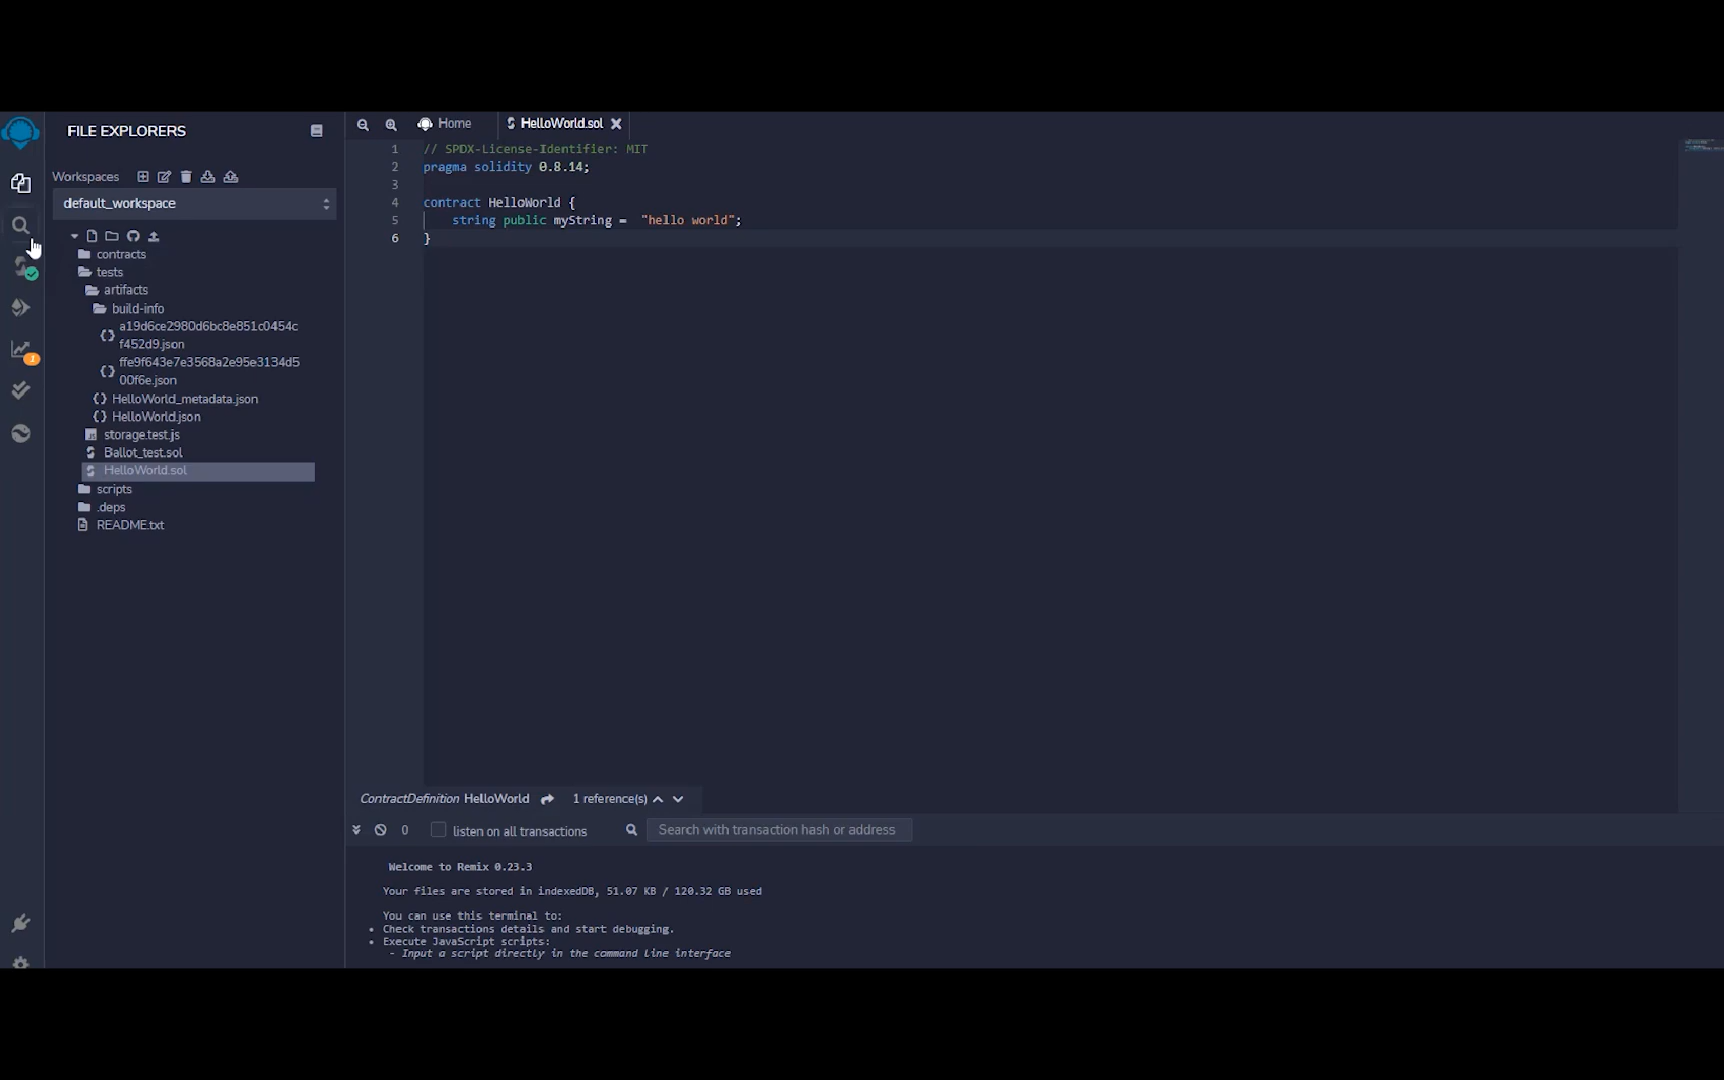 FILE EXPLORERS
Workspaces
default_workspace
contracts
tests
artifacts
build-info
a19d6ce2980d6bc8e851c0454c
f452d9.json
ffe9f643e7e3568a2e95e3134d5
00f6e.json
HelloWorld_metadata.json
HelloWorld.json
storage.test.js
Ballot_test.sol
HelloWorld.sol
scripts
.deps
README.txt
1
Home
HelloWorld.sol
1 // SPDX-License-Identifier: MIT
2 pragma solidity 0.8.14;
3
4 contract HelloWorld {
5 string public myString = "hello world";
6 }
ContractDefinition HelloWorld 1 reference(s)
0 listen on all transactions Search with transaction hash or address
Welcome to Remix 0.23.3
Your files are stored in indexedDB, 51.07 KB / 120.32 GB used
You can use this terminal to:
• Check transactions details and start debugging.
• Execute JavaScript scripts:
- Input a script directly in the command line interface